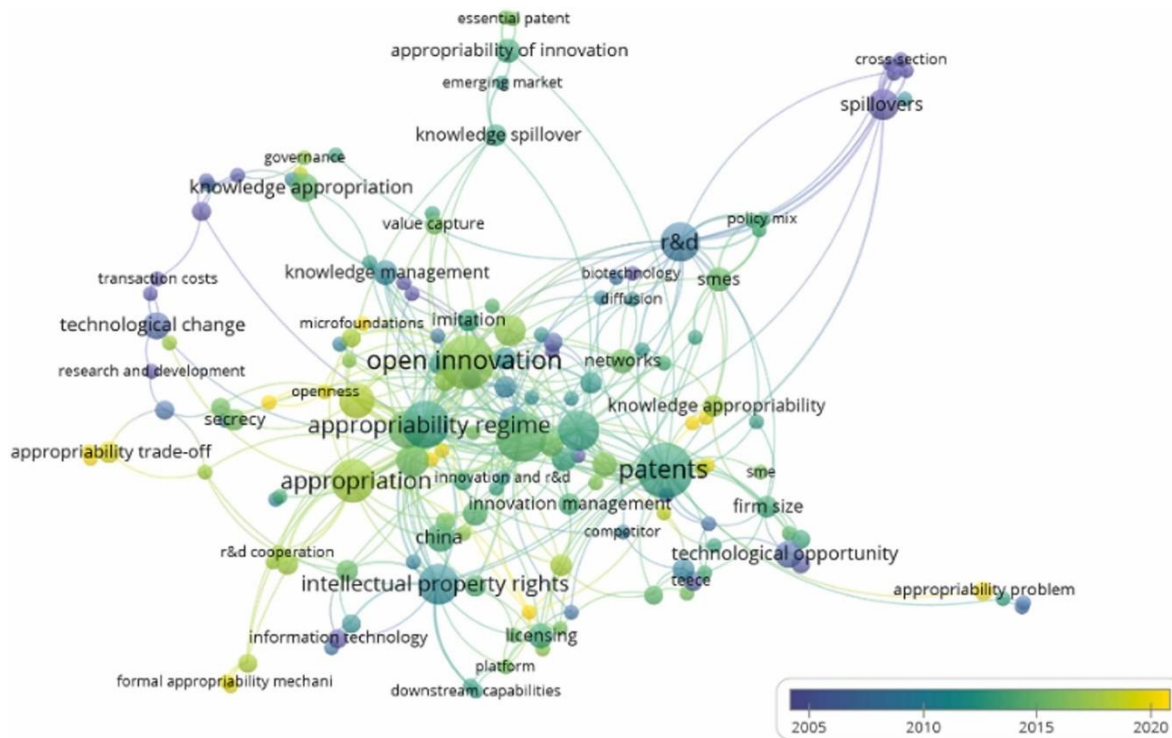 essential patent
appropriability of innovation
cross-section
emerging market
spillovers
knowledge spillover
governance
knowledge appropriation
value capture
policy mix
r&d
knowledge management
biotechnology
transaction costs
smes
diffusion
technological change
microfoundations
imitation
open innovation
networks
research and development
openness
knowledge appropriability
secrecy
appropriability regime
appropriability trade-off
patents
sme
appropriation
innovation and r&d
innovation management
firm size
china
competitor
r&d cooperation
technological opportunity
teece
intellectual property rights
appropriability problem
information technology
licensing
platform
formal appropriability mechani
downstream capabilities
2005
2010
2015
2020